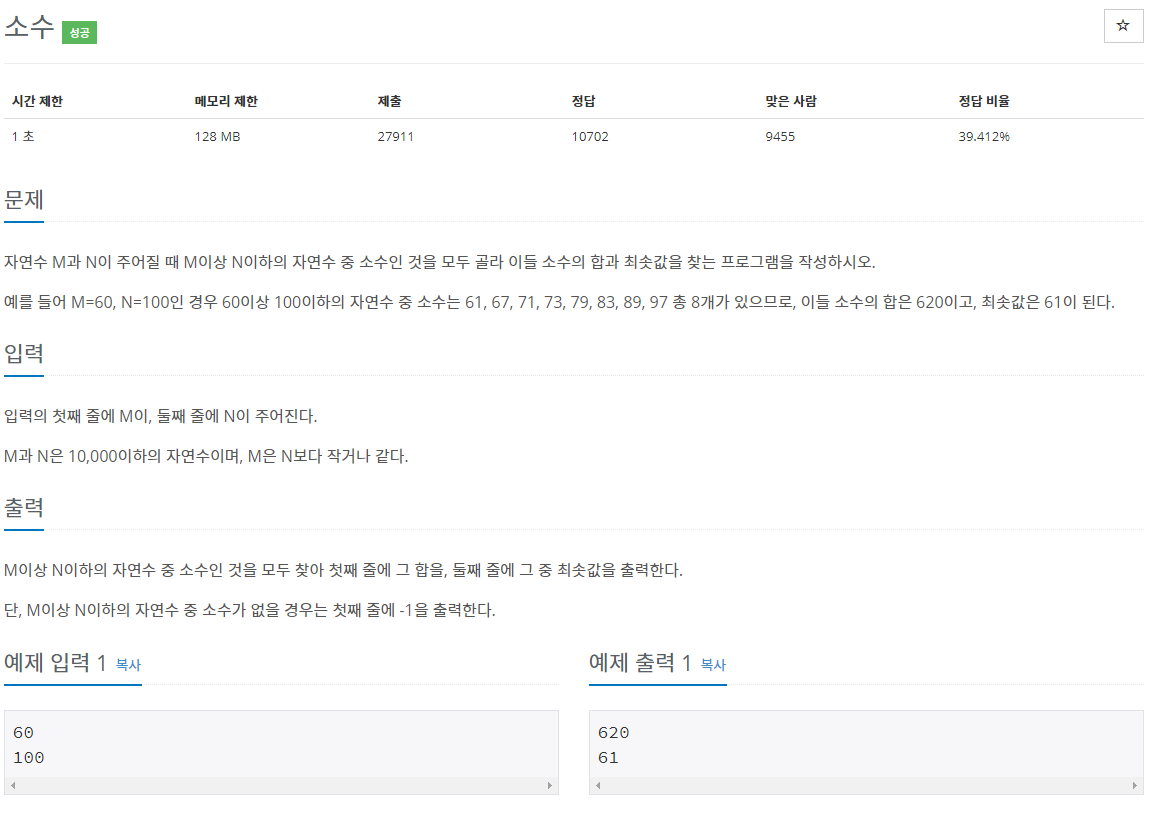 소수 성공
☆
시간 제한 메모리 제한 제출 정답 맞은 사람 정답 비율
1 초 128 MB 27911 10702 9455 39.412%
문제
자연수 M과 N이 주어질 때 M이상 N이하의 자연수 중 소수인 것을 모두 골라 이들 소수의 합과 최솟값을 찾는 프로그램을 작성하시오.
예를 들어 M=60, N=100인 경우 60이상 100이하의 자연수 중 소수는 61, 67, 71, 73, 79, 83, 89, 97 총 8개가 있으므로, 이들 소수의 합은 620이고, 최솟값은 61이 된다.
입력
입력의 첫째 줄에 M이, 둘째 줄에 N이 주어진다.
M과 N은 10,000이하의 자연수이며, M은 N보다 작거나 같다.
출력
M이상 N이하의 자연수 중 소수인 것을 모두 찾아 첫째 줄에 그 합을, 둘째 줄에 그 중 최솟값을 출력한다.
단, M이상 N이하의 자연수 중 소수가 없을 경우는 첫째 줄에 -1을 출력한다.
예제 입력 1 복사
60
100
예제 출력 1 복사
620
61